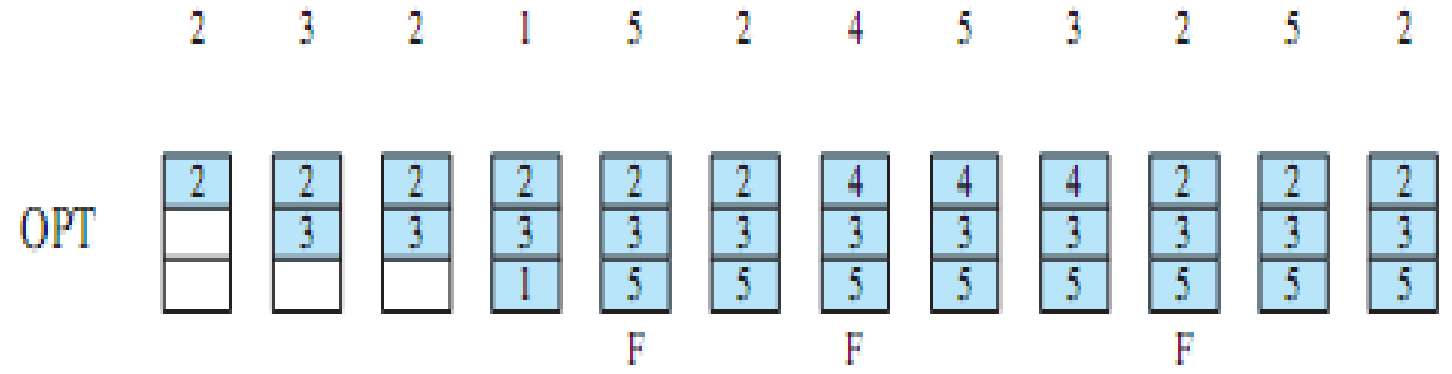 2 3 2 1 5 2 4 5 3 2 5 2
2 2 2 2 2 2 4 4 4 2 2 2
OPT 3 3 3 3 3 3 3 3 3 3 3
1 5 5 5 5 5 5 5 5
F F F